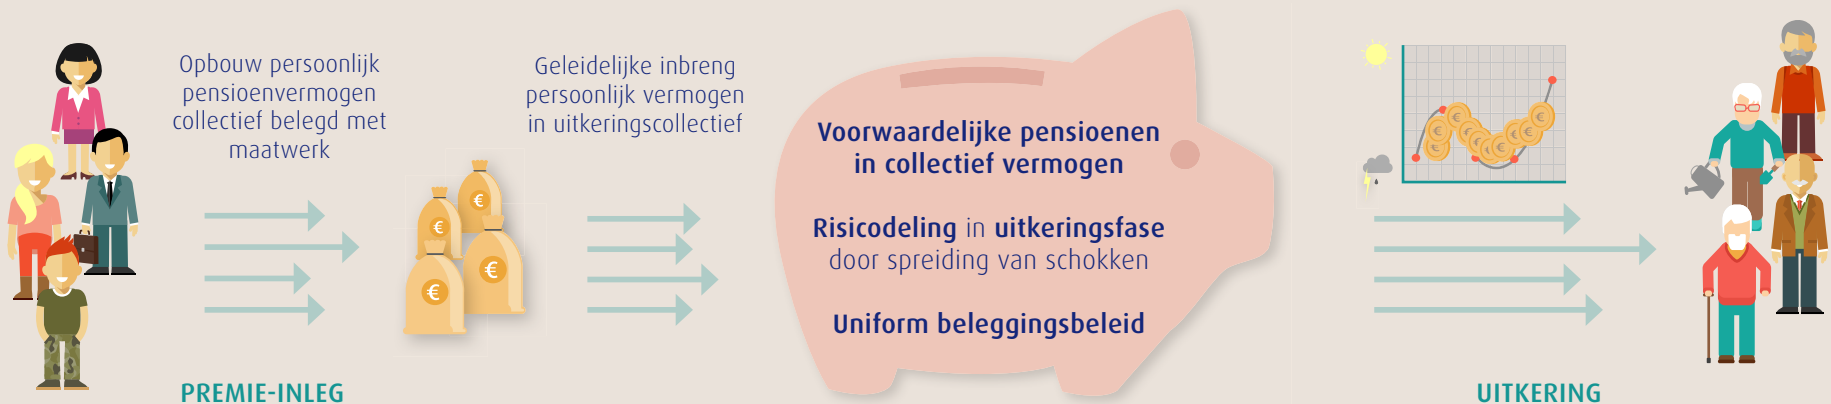 Opbouw persoonlijk
pensioenvermogen
collectief belegd met
maatwerk
Geleidelijke inbreng
persoonlijk vermogen
in uitkeringscollectief
€
€
€
€
Voorwaardelijke pensioenen
in collectief vermogen
Risicodeling in uitkeringsfase
door spreiding van schokken
Uniform beleggingsbeleid
PREMIE-INLEG
UITKERING